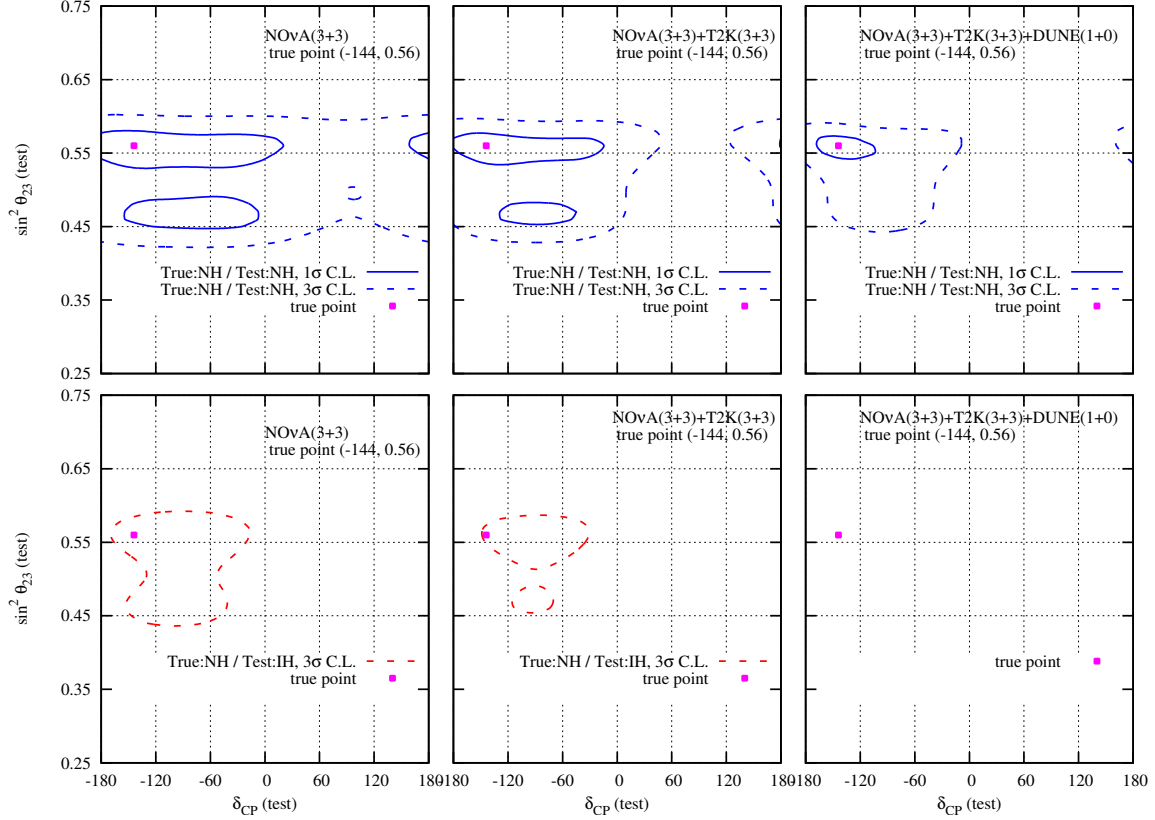 0.75
0.65
0.55
0.45
0.35
0.25
sin² θ₂₃ (test)
NOνA(3+3)
true point (-144, 0.56)
True:NH / Test:NH, 1σ C.L.
True:NH / Test:NH, 3σ C.L.
true point
NOνA(3+3)+T2K(3+3)
true point (-144, 0.56)
True:NH / Test:NH, 1σ C.L.
True:NH / Test:NH, 3σ C.L.
true point
NOνA(3+3)+T2K(3+3)+DUNE(1+0)
true point (-144, 0.56)
True:NH / Test:NH, 1σ C.L.
True:NH / Test:NH, 3σ C.L.
true point
0.75
0.65
0.55
0.45
0.35
0.25
sin² θ₂₃ (test)
NOνA(3+3)
true point (-144, 0.56)
True:NH / Test:IH, 3σ C.L.
true point
-180 -120 -60 0 60 120 180
δCP (test)
NOνA(3+3)+T2K(3+3)
true point (-144, 0.56)
True:NH / Test:IH, 3σ C.L.
true point
-180 -120 -60 0 60 120 180
δCP (test)
NOνA(3+3)+T2K(3+3)+DUNE(1+0)
true point (-144, 0.56)
true point
-180 -120 -60 0 60 120 180
δCP (test)